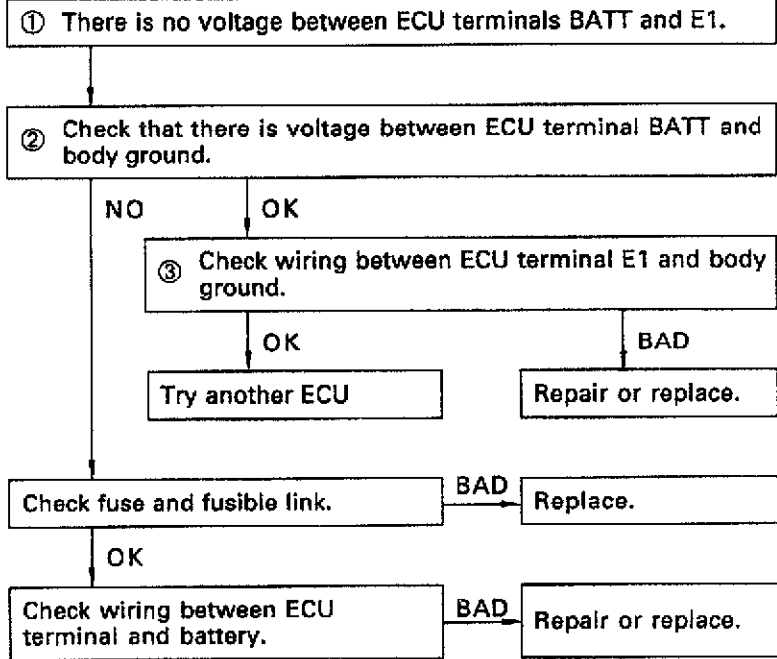 ① There is no voltage between ECU terminals BATT and E1.
② Check that there is voltage between ECU terminal BATT and
body ground.
NO
OK
③ Check wiring between ECU terminal E1 and body
ground.
OK
BAD
Try another ECU
Repair or replace.
Check fuse and fusible link.
BAD
Replace.
OK
Check wiring between ECU
terminal and battery.
BAD
Repair or replace.